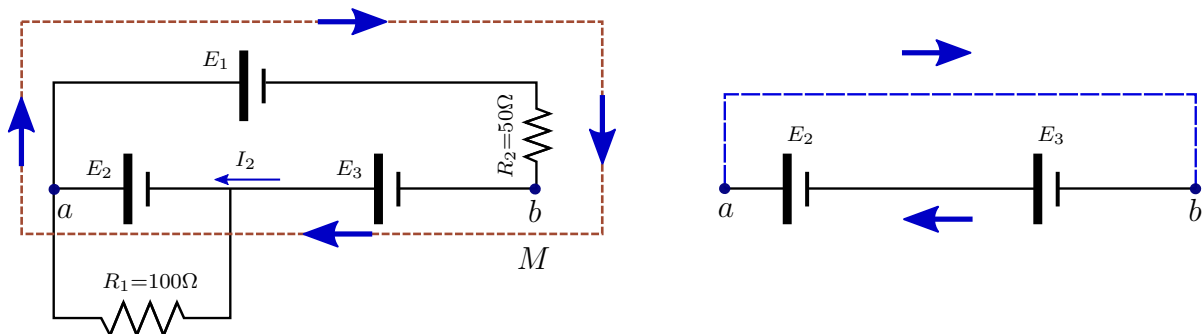 E₁
R₂=50Ω
E₂
I₂
E₃
a
b
M
R₁=100Ω
E₂
E₃
a
b